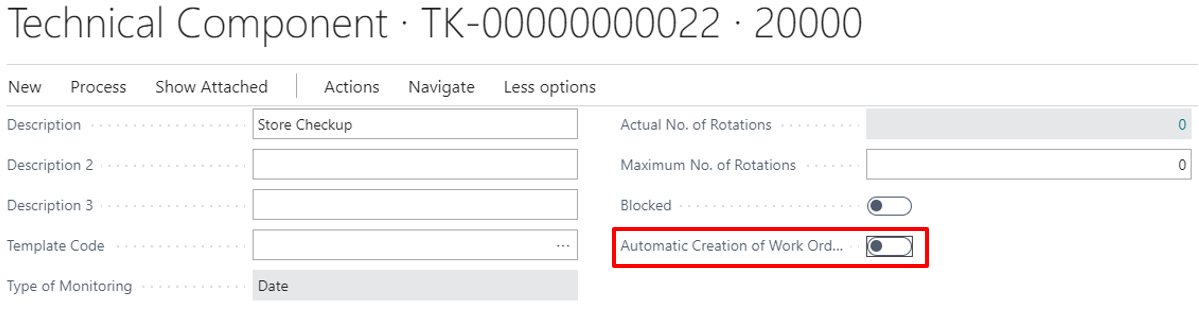 Technical Component · TK-00000000022 · 20000
New Process Show Attached Actions Navigate Less options
Description Store Checkup Actual No. of Rotations 0
Description 2 Maximum No. of Rotations 0
Description 3 Blocked
Template Code ... Automatic Creation of Work Ord...
Type of Monitoring Date